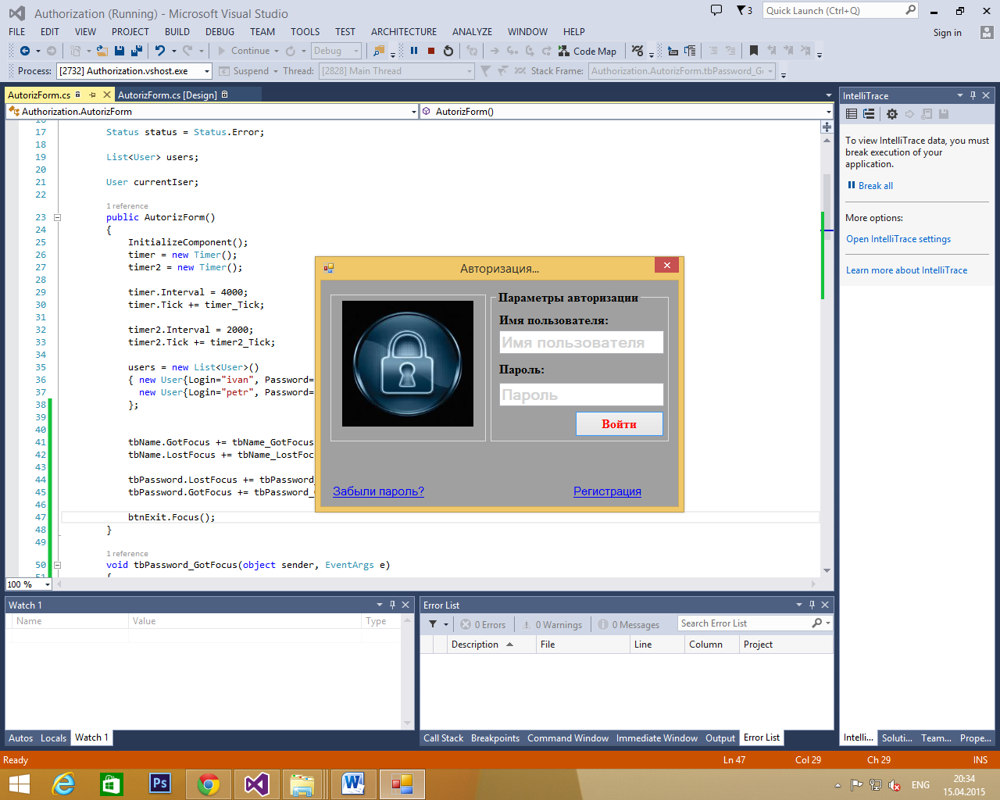 Authorization (Running) - Microsoft Visual Studio
3
Quick Launch (Ctrl+Q)
FILE EDIT VIEW PROJECT BUILD DEBUG TEAM TOOLS TEST ARCHITECTURE ANALYZE WINDOW HELP
Sign in
Continue
Debug
Code Map
Process: [2732] Authorization.vshost.exe Suspend Thread: [2828] Main Thread Stack Frame: Authorization.AutorizForm.tbPassword_G
AutorizForm.cs
AutorizForm.cs [Design]
Authorization.AutorizForm
AutorizForm()
16
17 Status status = Status.Error;
18
19 List<User> users;
20
21 User currentIser;
22
1 reference
23 public AutorizForm()
24 {
25 InitializeComponent();
26 timer = new Timer();
27 timer2 = new Timer();
28
29 timer.Interval = 4000;
30 timer.Tick += timer_Tick;
31
32 timer2.Interval = 2000;
33 timer2.Tick += timer2_Tick;
34
35 users = new List<User>()
36 { new User{Login="ivan", Password=
37 new User{Login="petr", Password=
38 };
39
40
41 tbName.GotFocus += tbName_GotFocus
42 tbName.LostFocus += tbName_LostFoc
43
44 tbPassword.LostFocus += tbPassword_
45 tbPassword.GotFocus += tbPassword_
46
47 btnExit.Focus();
48 }
49
1 reference
50 void tbPassword_GotFocus(object sender, EventArgs e)
51 {
100 %
Авторизация...
Параметры авторизации
Имя пользователя:
Имя пользователя
Пароль:
Пароль
Войти
Забыли пароль?
Регистрация
IntelliTrace
To view IntelliTrace data, you must
break execution of your
application.
Break all
More options:
Open IntelliTrace settings
Learn more about IntelliTrace
Watch 1
Name Value Type
Autos Locals Watch 1
Error List
0 Errors 0 Warnings 0 Messages
Search Error List
Description File Line Column Project
Call Stack Breakpoints Command Window Immediate Window Output Error List
Intelli... Soluti... Team... Prope...
Ready
Ln 47 Col 29 Ch 29 INS
Ps
W
ENG
20:34
15.04.2015